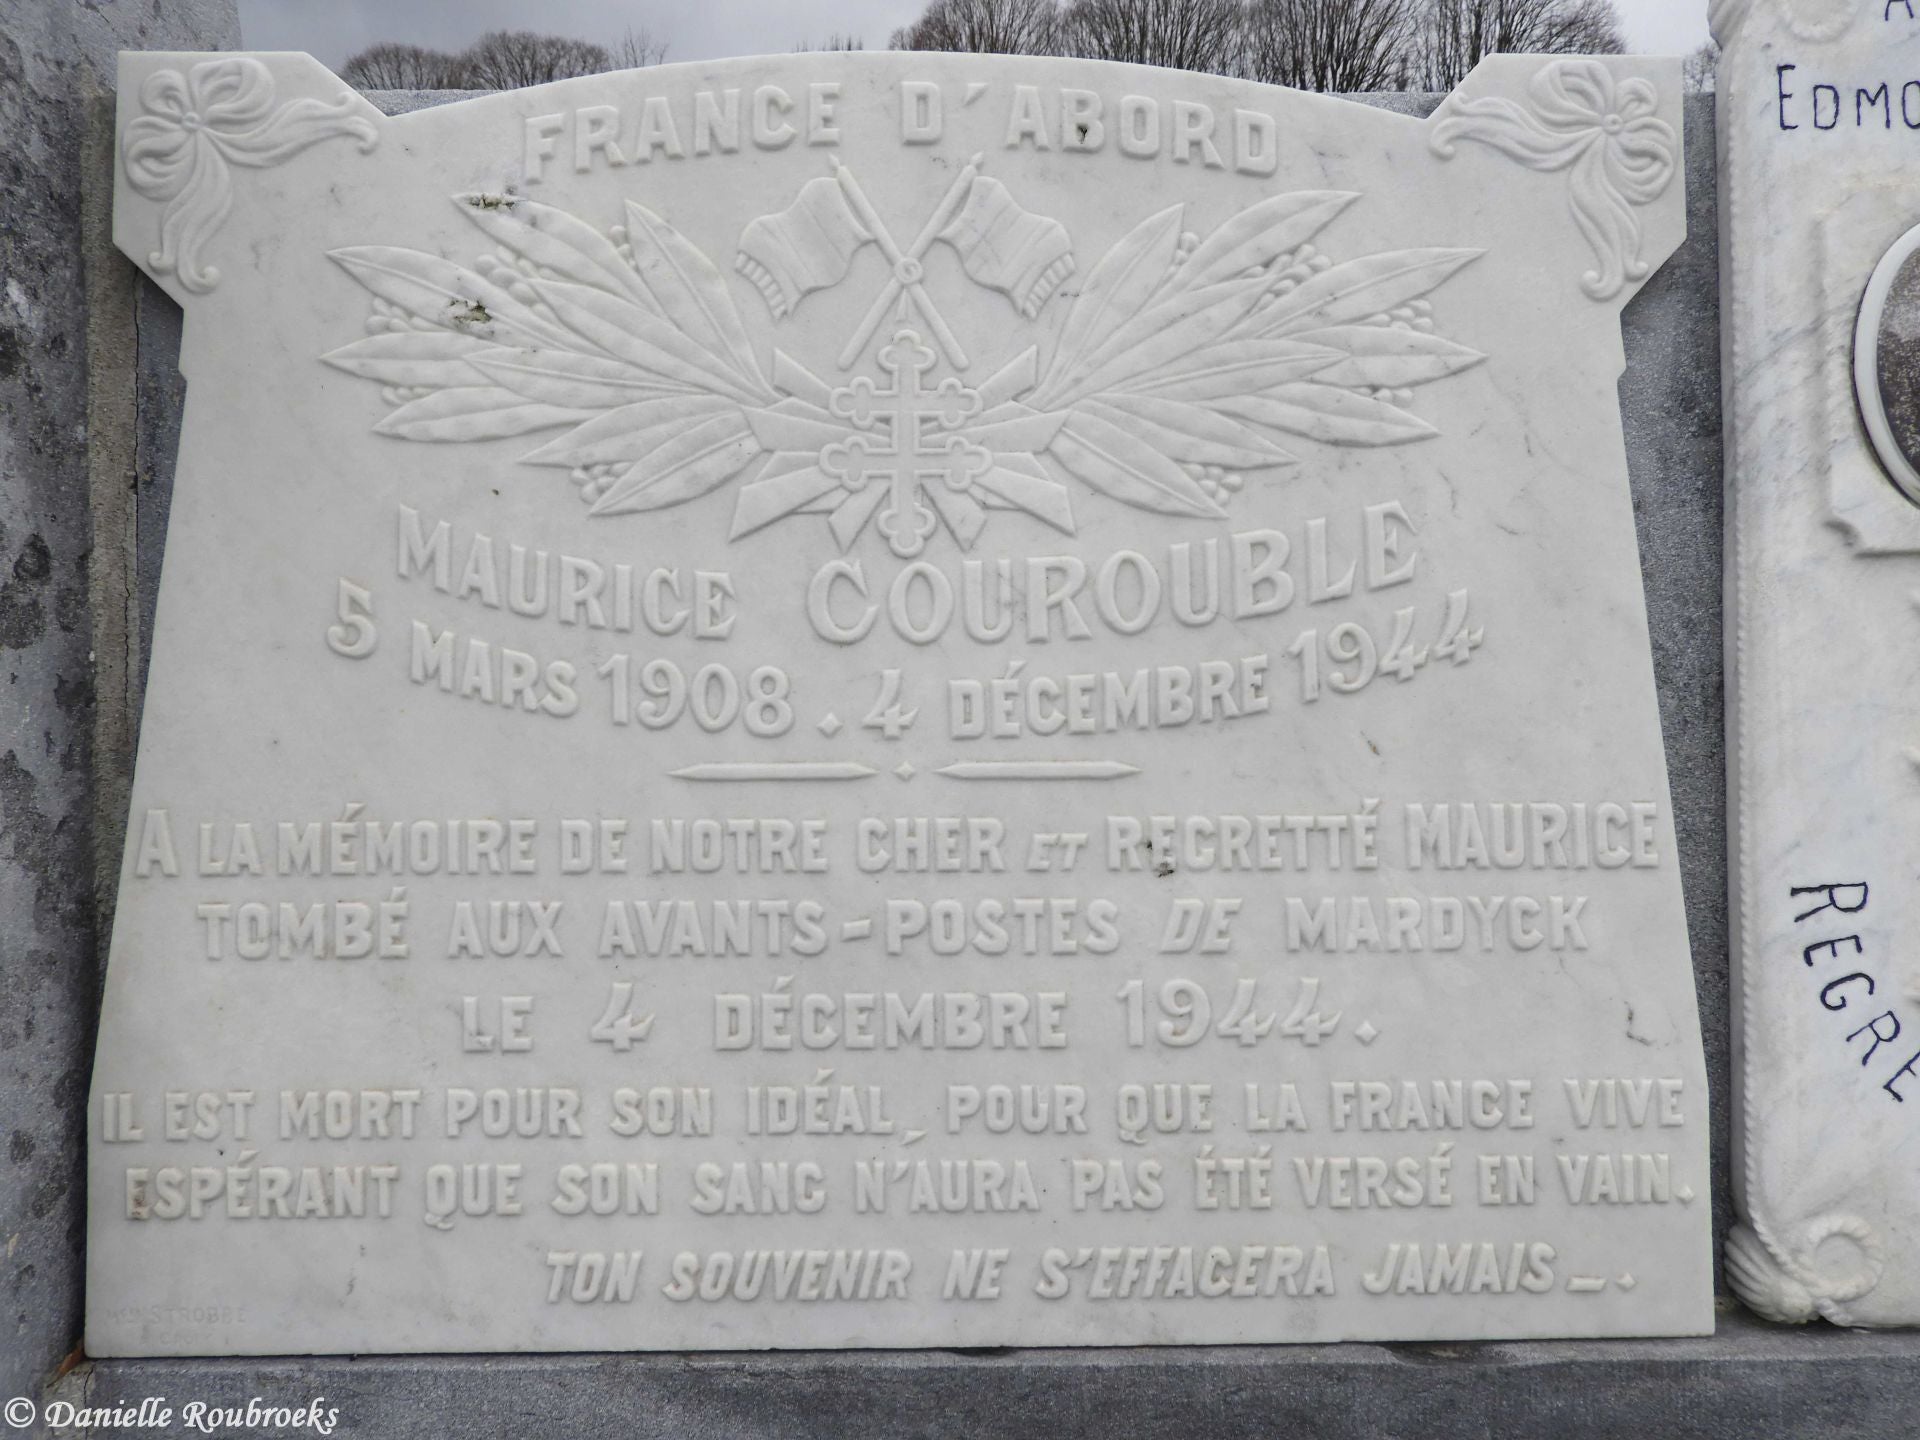 FRANCE D'ABORD
MAURICE COUROUBLE
5 MARS 1908 . 4 DÉCEMBRE 1944
A LA MÉMOIRE DE NOTRE CHER ET REGRETTÉ MAURICE
TOMBÉ AUX AVANTS-POSTES DE MARDYCK
LE 4 DÉCEMBRE 1944.
IL EST MORT POUR SON IDÉAL, POUR QUE LA FRANCE VIVE
ESPÉRANT QUE SON SANG N'AURA PAS ÉTÉ VERSÉ EN VAIN.
TON SOUVENIR NE S'EFFACERA JAMAIS_.
STROBBE
EDMO
REGRE
© Danielle Roubroeks